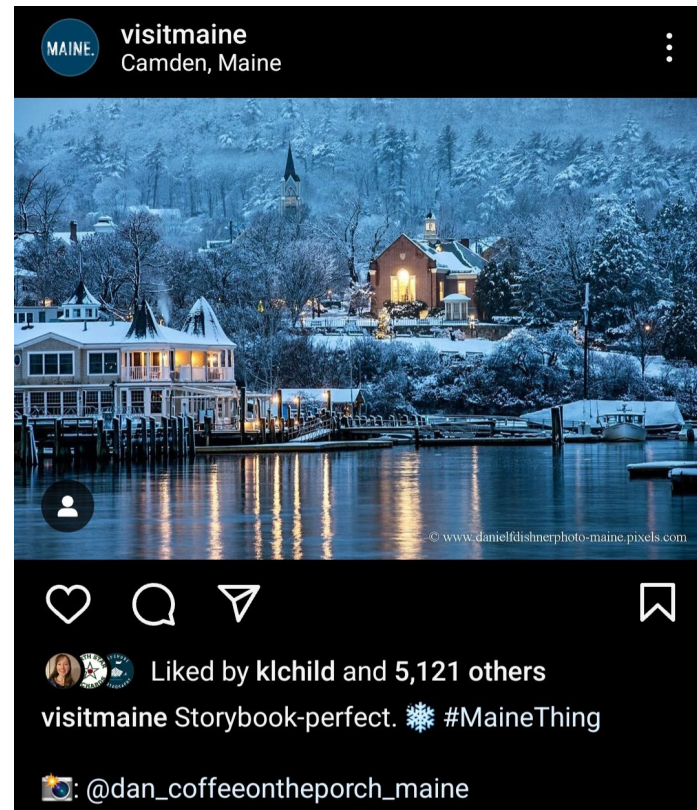 MAINE.
visitmaine
Camden, Maine
© www.danielfdishnerphoto-maine.pixels.com
Liked by klchild and 5,121 others
visitmaine Storybook-perfect. ❄ #MaineThing
📸: @dan_coffeeontheporch_maine